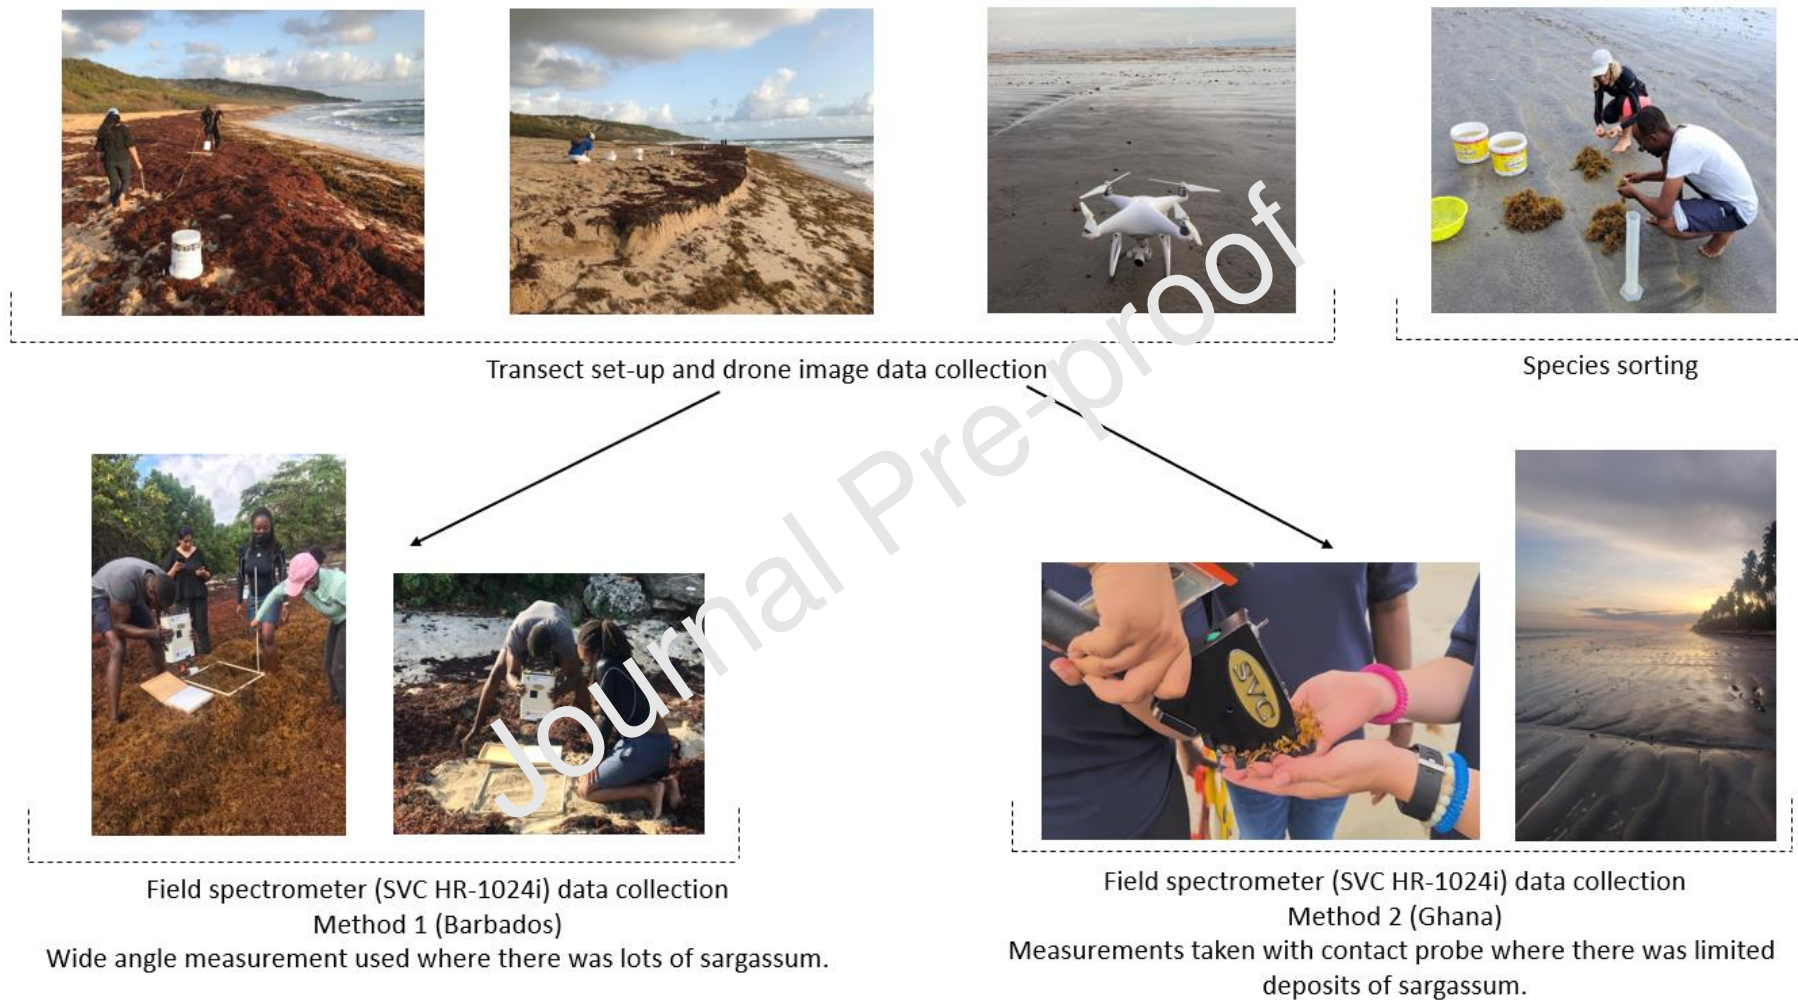 Transect set-up and drone image data collection
Species sorting
Journal Pre-proof
SVC
Field spectrometer (SVC HR-1024i) data collection
Method 1 (Barbados)
Wide angle measurement used where there was lots of sargassum.
Field spectrometer (SVC HR-1024i) data collection
Method 2 (Ghana)
Measurements taken with contact probe where there was limited
deposits of sargassum.